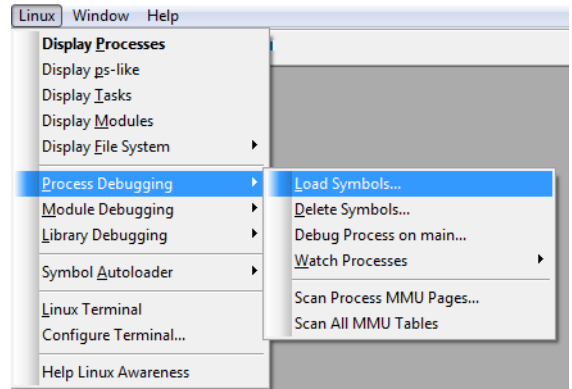 Linux Window Help
Display Processes
Display ps-like
Display Tasks
Display Modules
Display File System
Process Debugging
Module Debugging
Library Debugging
Symbol Autoloader
Linux Terminal
Configure Terminal...
Help Linux Awareness
Load Symbols...
Delete Symbols...
Debug Process on main...
Watch Processes
Scan Process MMU Pages...
Scan All MMU Tables